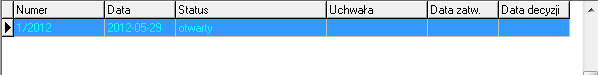 Numer Data Status Uchwała Data zatw. Data decyzji
1/2012 2012-05-29 otwarty